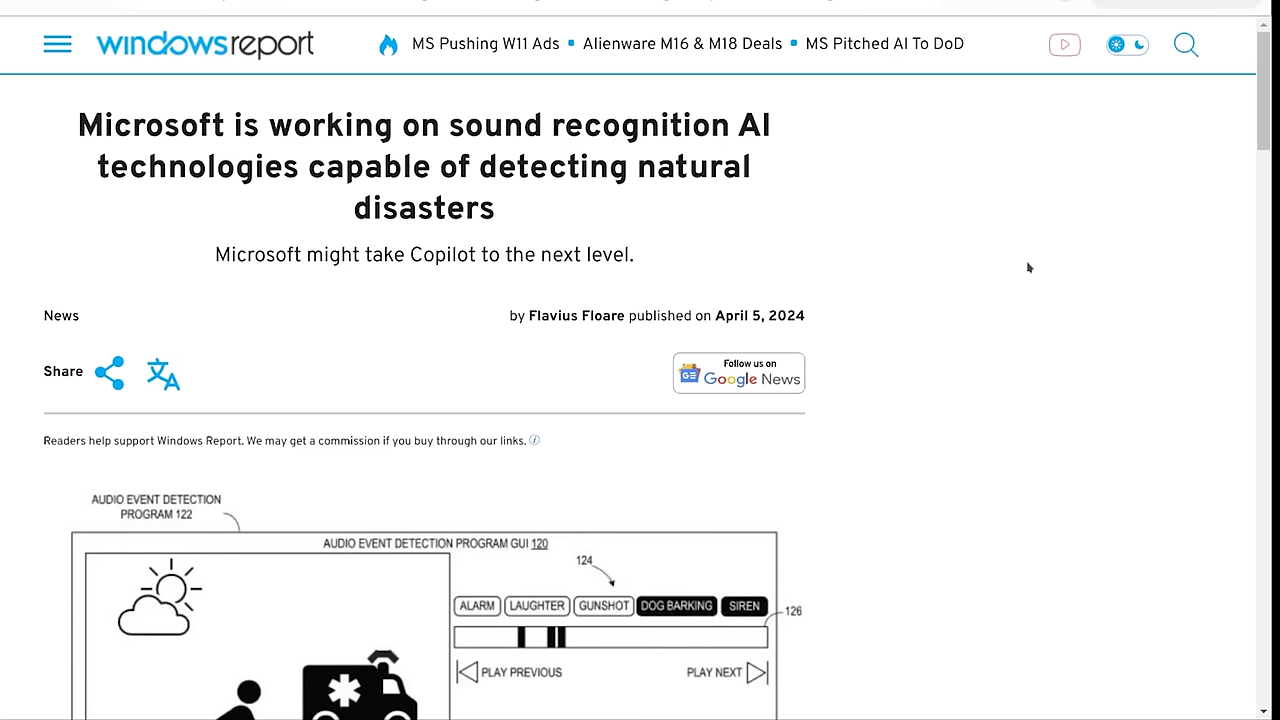 windowsreport
MS Pushing W11 Ads • Alienware M16 & M18 Deals • MS Pitched AI To DoD
Microsoft is working on sound recognition AI
technologies capable of detecting natural
disasters
Microsoft might take Copilot to the next level.
News
by Flavius Floare published on April 5, 2024
Share
文A
Follow us on
GE Google News
Readers help support Windows Report. We may get a commission if you buy through our links. i
AUDIO EVENT DETECTION
PROGRAM 122
AUDIO EVENT DETECTION PROGRAM GUI 120
124
ALARM LAUGHTER GUNSHOT DOG BARKING SIREN
126
PLAY PREVIOUS PLAY NEXT